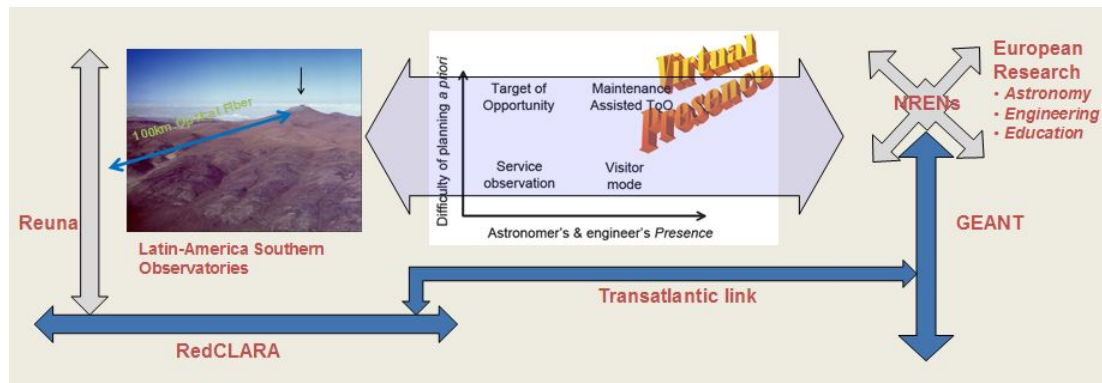 100km Optical Fiber
Reuna
Latin-America Southern
Observatories
RedCLARA
Difficulty of planning a priori
Target of
Opportunity
Maintenance
Assisted ToO
Service
observation
Visitor
mode
Astronomer's & engineer's Presence
Virtual
Presence
Transatlantic link
NRENs
European
Research
• Astronomy
• Engineering
• Education
GEANT